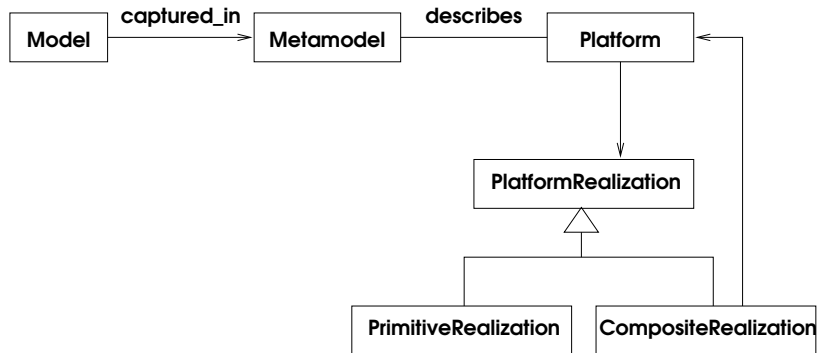 captured_in
describes
Model
Metamodel
Platform
PlatformRealization
PrimitiveRealization
CompositeRealization